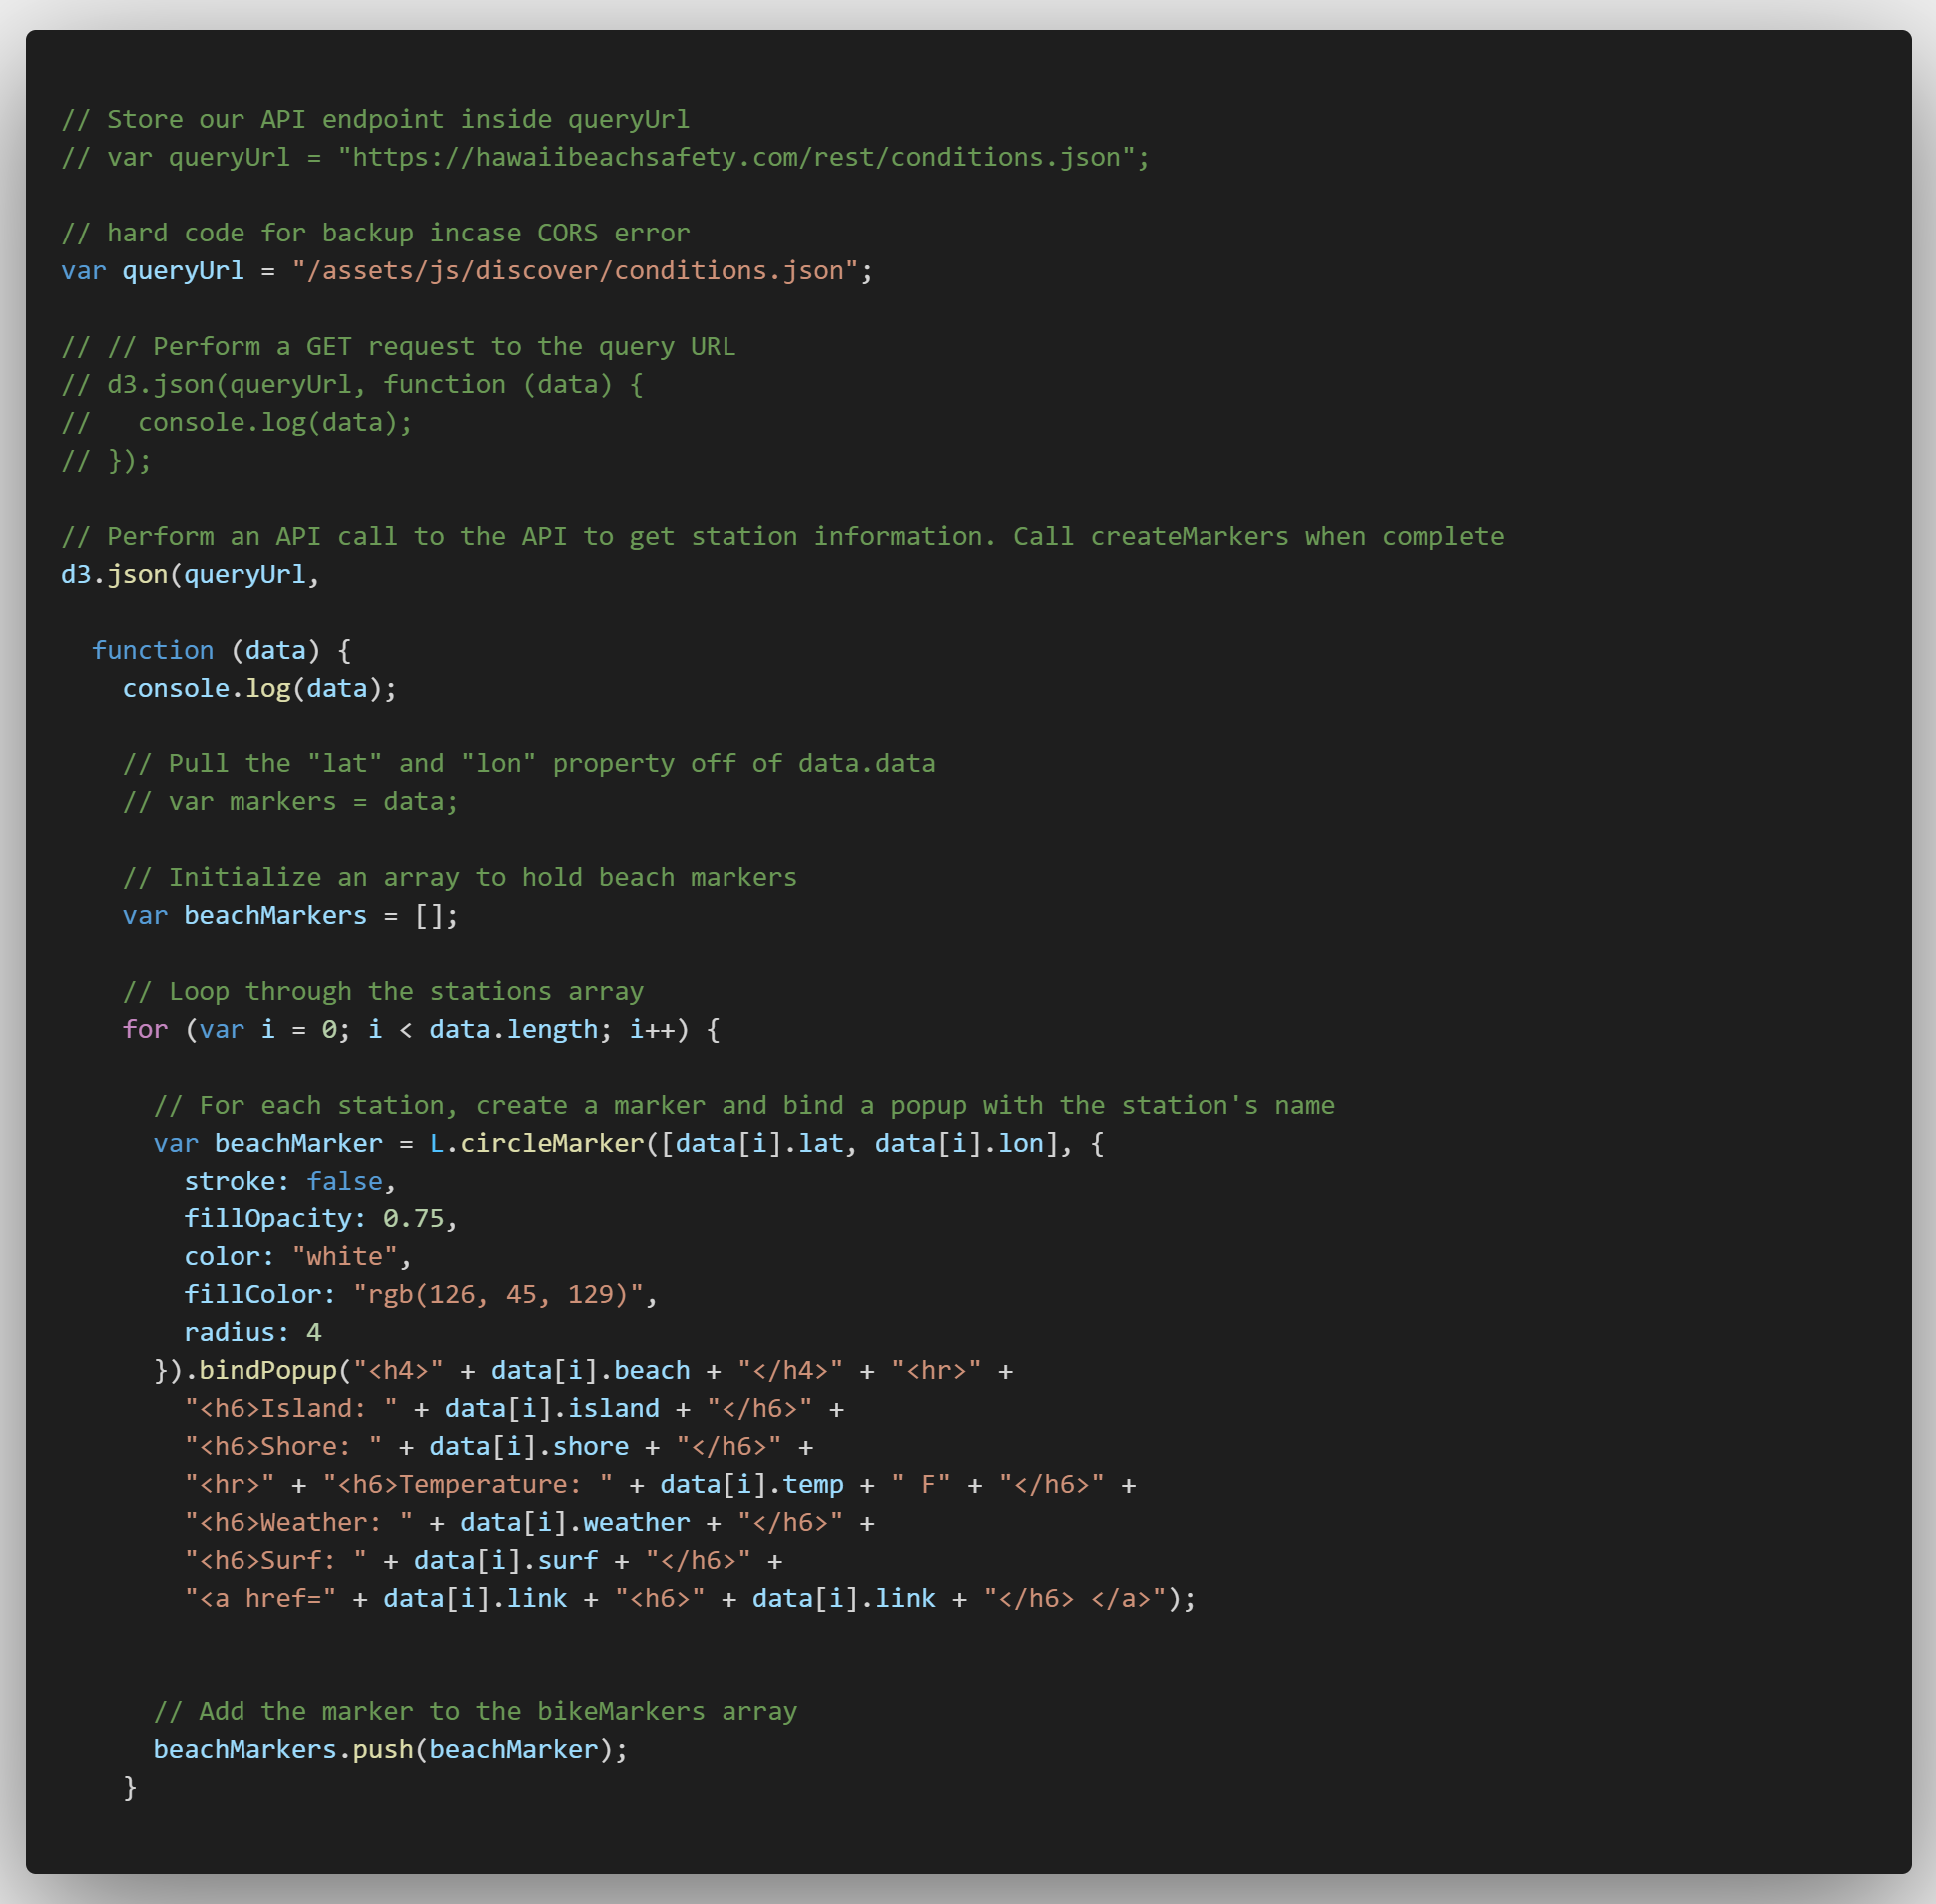 // Store our API endpoint inside queryUrl
// var queryUrl = "https://hawaiibeachsafety.com/rest/conditions.json";
// hard code for backup incase CORS error
var queryUrl = "/assets/js/discover/conditions.json";
// // Perform a GET request to the query URL
// d3.json(queryUrl, function (data) {
//   console.log(data);
// });
// Perform an API call to the API to get station information. Call createMarkers when complete
d3.json(queryUrl,
  function (data) {
    console.log(data);
    // Pull the "lat" and "lon" property off of data.data
    // var markers = data;
    // Initialize an array to hold beach markers
    var beachMarkers = [];
    // Loop through the stations array
    for (var i = 0; i < data.length; i++) {
      // For each station, create a marker and bind a popup with the station's name
      var beachMarker = L.circleMarker([data[i].lat, data[i].lon], {
        stroke: false,
        fillOpacity: 0.75,
        color: "white",
        fillColor: "rgb(126, 45, 129)",
        radius: 4
      }).bindPopup("<h4>" + data[i].beach + "</h4>" + "<hr>" +
        "<h6>Island: " + data[i].island + "</h6>" +
        "<h6>Shore: " + data[i].shore + "</h6>" +
        "<hr>" + "<h6>Temperature: " + data[i].temp + " F" + "</h6>" +
        "<h6>Weather: " + data[i].weather + "</h6>" +
        "<h6>Surf: " + data[i].surf + "</h6>" +
        "<a href=" + data[i].link + "<h6>" + data[i].link + "</h6> </a>");
      // Add the marker to the bikeMarkers array
      beachMarkers.push(beachMarker);
    }